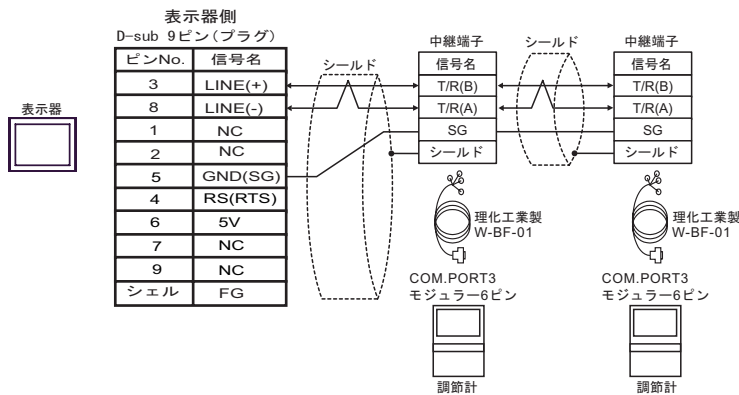 表示器側
D-sub 9ピン(プラグ)
ピンNo. 信号名
3 LINE(+)
8 LINE(-)
1 NC
2 NC
5 GND(SG)
4 RS(RTS)
6 5V
7 NC
9 NC
シェル FG
表示器
シールド
中継端子
信号名
T/R(B)
T/R(A)
SG
シールド
シールド
中継端子
信号名
T/R(B)
T/R(A)
SG
シールド
理化工業製
W-BF-01
COM.PORT3
モジュラー6ピン
調節計
理化工業製
W-BF-01
COM.PORT3
モジュラー6ピン
調節計